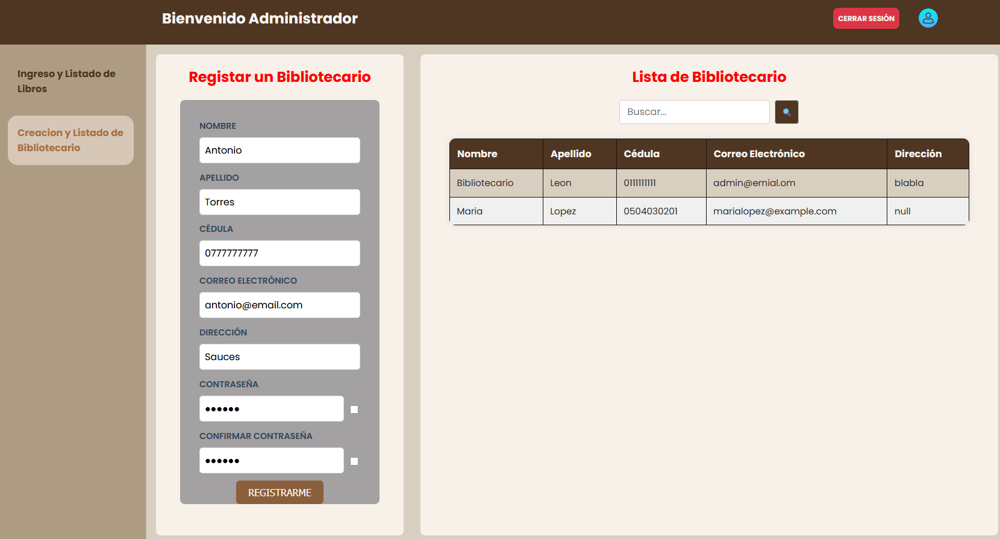 Bienvenido Administrador
CERRAR SESIÓN
Ingreso y Listado de
Libros
Creacion y Listado de
Bibliotecario
Registar un Bibliotecario
NOMBRE
Antonio
APELLIDO
Torres
CÉDULA
0777777777
CORREO ELECTRÓNICO
antonio@email.com
DIRECCIÓN
Sauces
CONTRASEÑA
••••••
CONFIRMAR CONTRASEÑA
••••••
REGISTRARME
Lista de Bibliotecario
Buscar...
Nombre Apellido Cédula Correo Electrónico Dirección
Bibliotecario Leon 0111111111 admin@emial.om blabla
Maria Lopez 0504030201 marialopez@example.com null